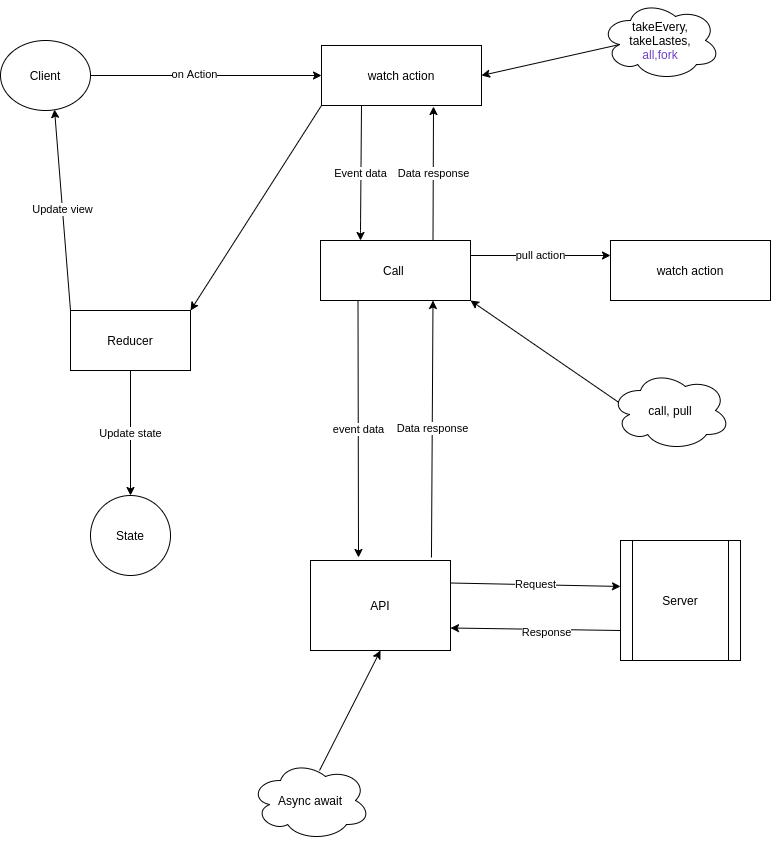 takeEvery,
takeLastes,
all,fork
Client
on Action
watch action
Event data
Data response
Update view
Call
pull action
watch action
Reducer
call, pull
event data
Data response
Update state
State
API
Request
Server
Response
Async await